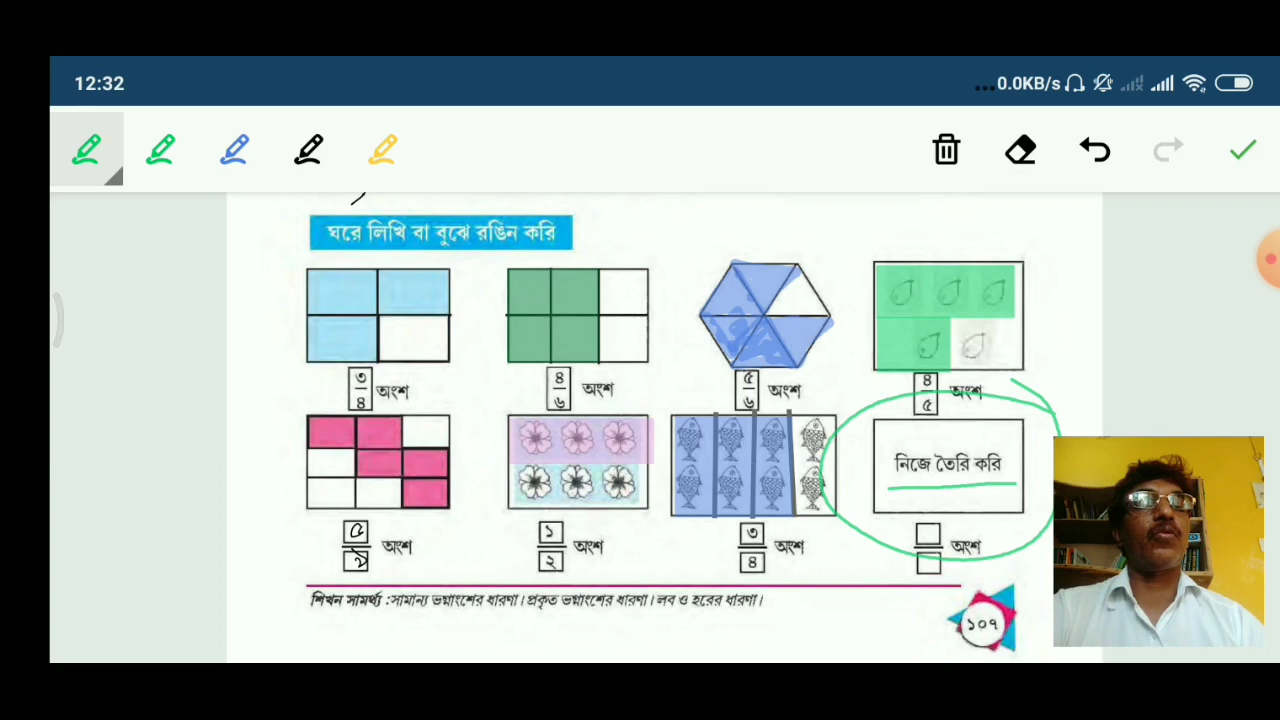 12:32
...0.0KB/s
ঘরে লিখি বা বুঝে রঙিন করি
৩/৪ অংশ
৪/৬ অংশ
৫/৬ অংশ
৪/৫ অংশ
নিজে তৈরি করি
৫/৯ অংশ
১/২ অংশ
৩/৪ অংশ
অংশ
শিখন সামর্থ্য : সামান্য ভগ্নাংশের ধারণা। প্রকৃত ভগ্নাংশের ধারণা। লব ও হরের ধারণা।
১০৭